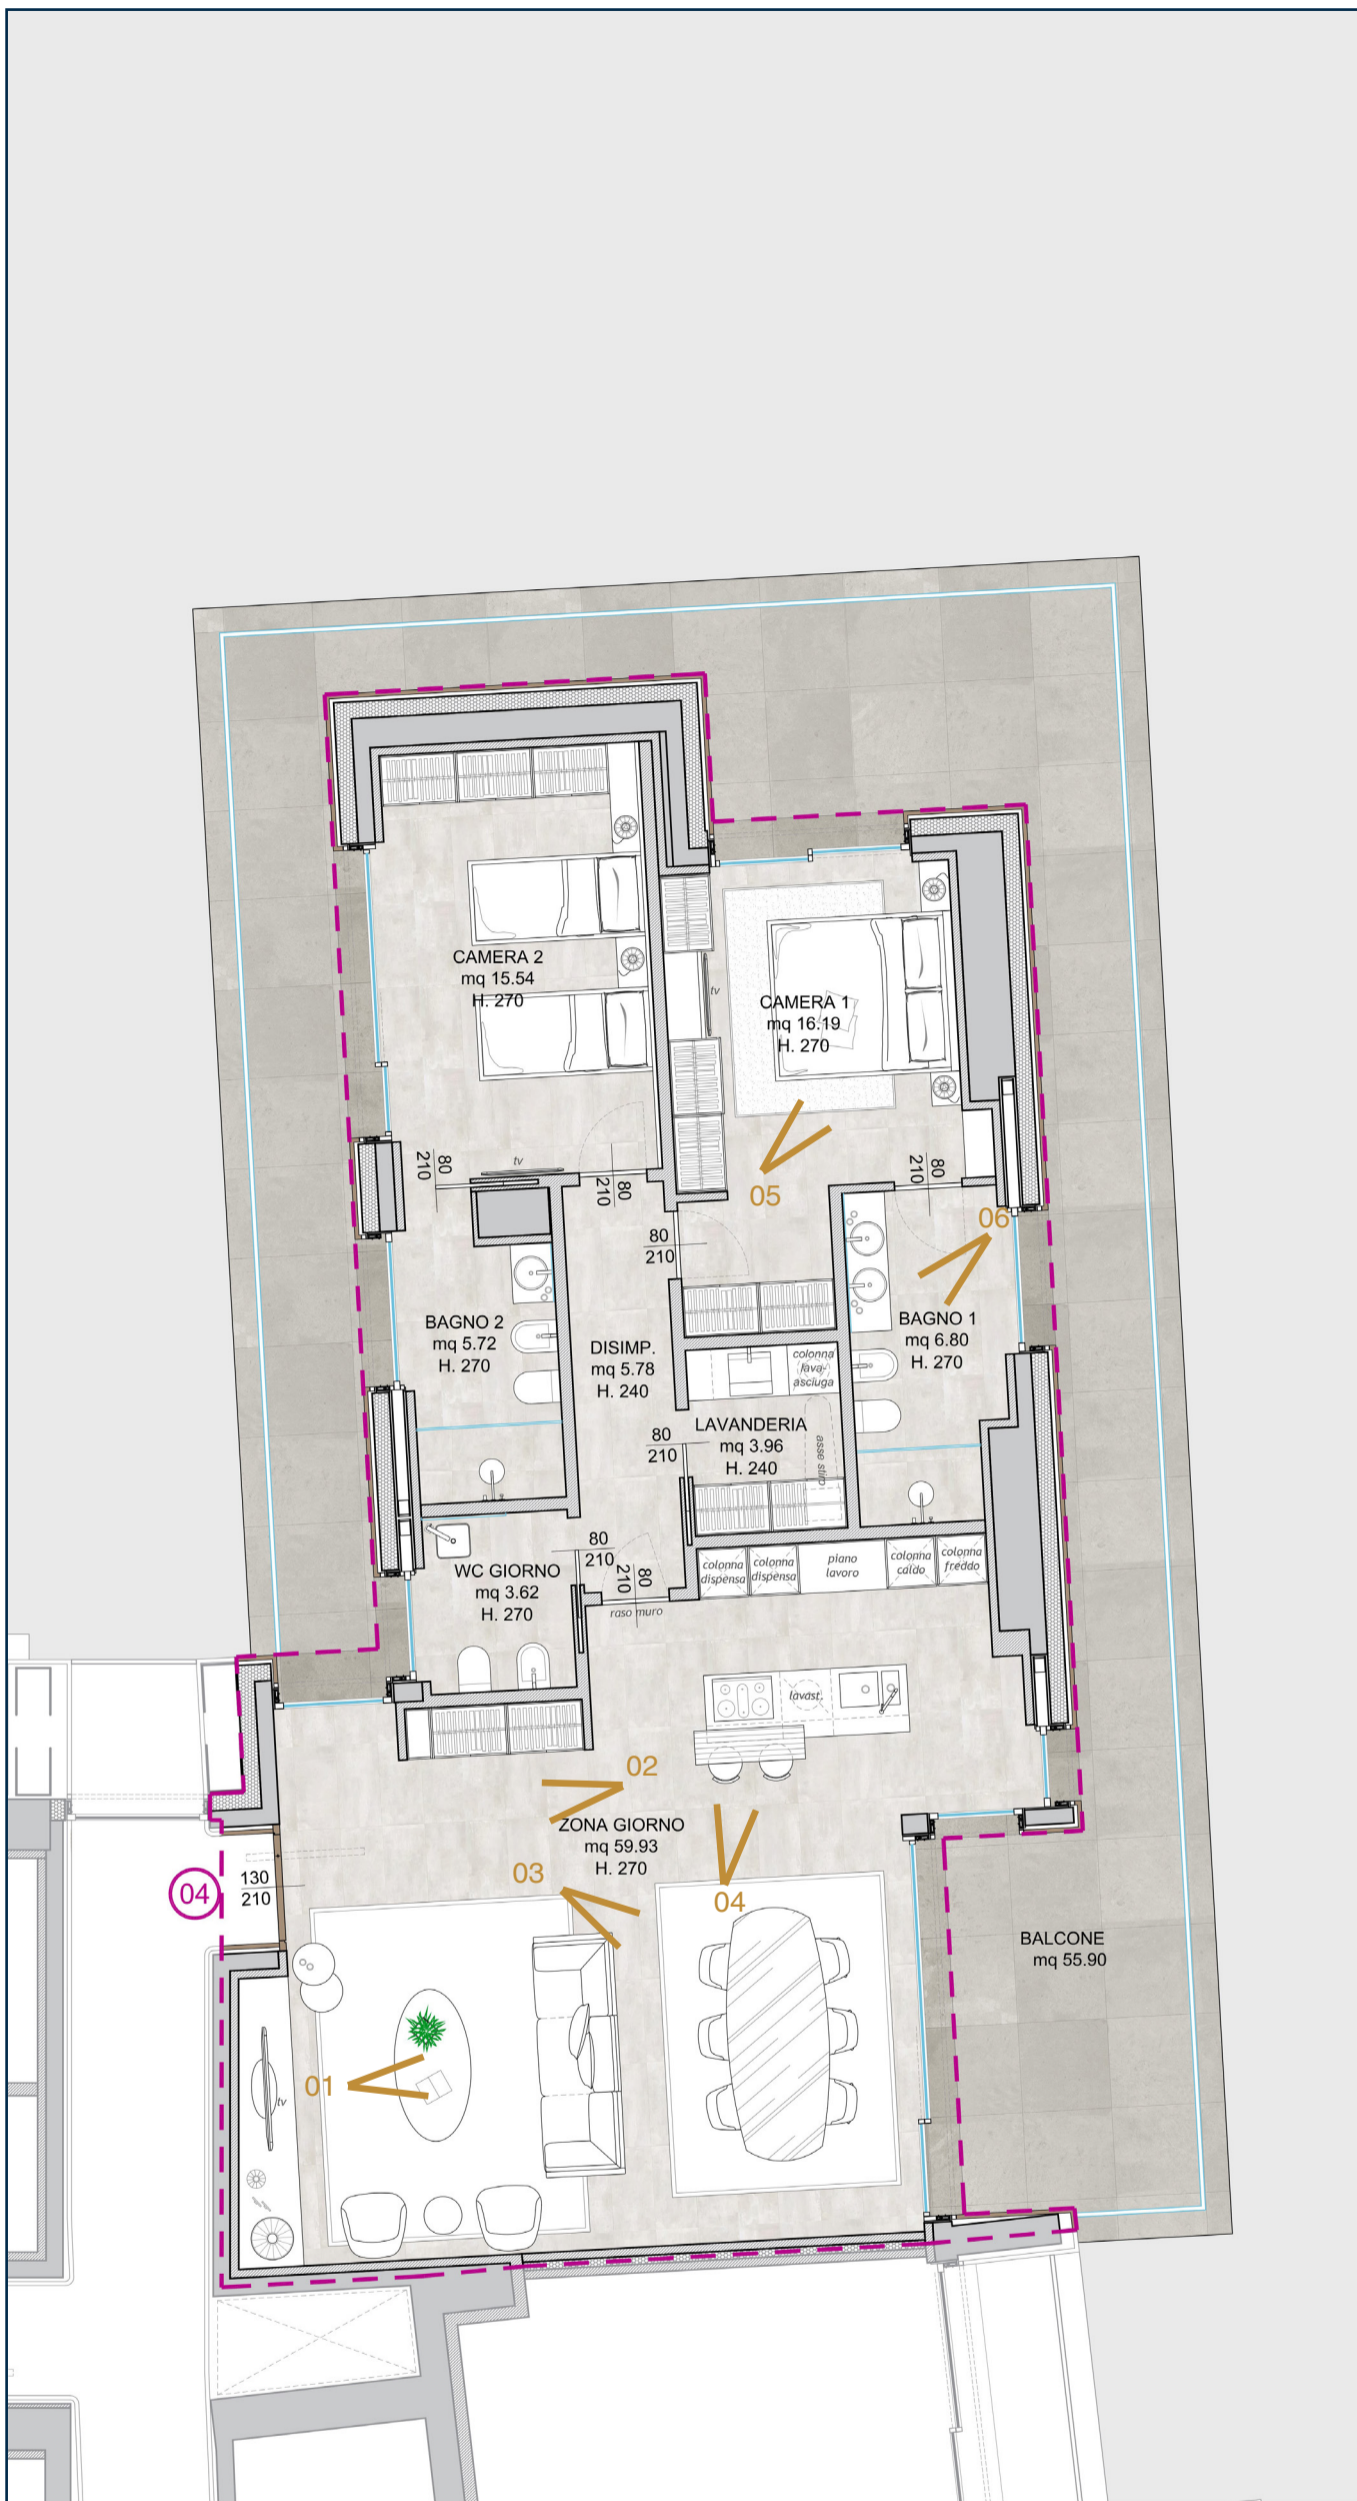 CAMERA 2
mq 15.54
H. 270
tv
CAMERA 1
mq 16.19
H. 270
80
210
tv
80
210
80
210
05
06
80
210
BAGNO 2
mq 5.72
H. 270
DISIMP.
mq 5.78
H. 240
colonna
lava-
asciuga
BAGNO 1
mq 6.80
H. 270
LAVANDERIA
mq 3.96
H. 240
asse stiro
80
210
80
210
80
210
raso muro
WC GIORNO
mq 3.62
H. 270
colonna
dispensa
colonna
dispensa
piano
lavoro
colonna
caldo
colonna
freddo
lavast.
02
ZONA GIORNO
mq 59.93
H. 270
03
04
04
130
210
BALCONE
mq 55.90
01
tv